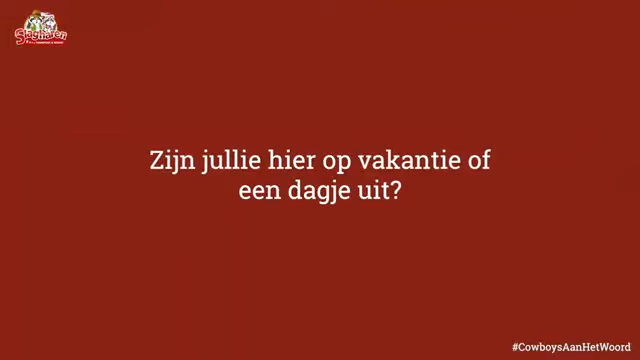 Slagharen
Zijn jullie hier op vakantie of
een dagje uit?
#CowboysAanHetWoord